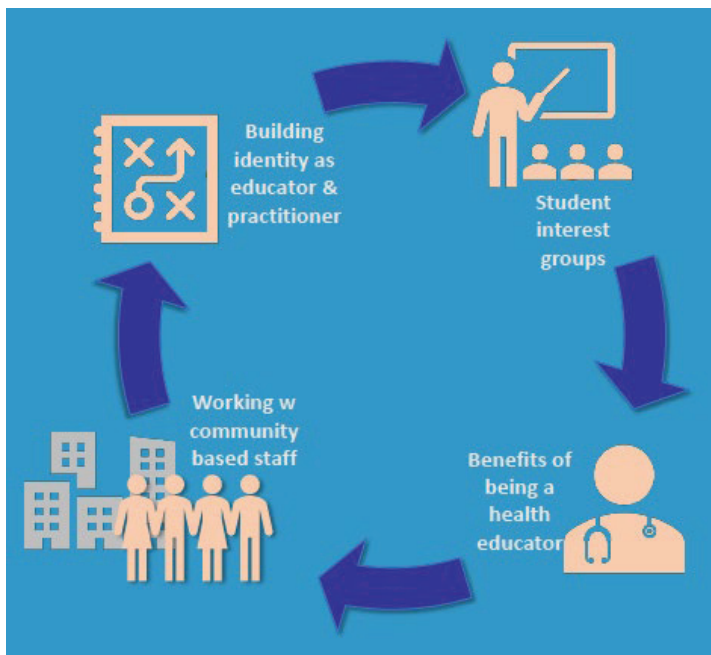 Building
identity as
educator &
practitioner
Student
interest
groups
Benefits of
being a
health
educator
Working w
community
based staff